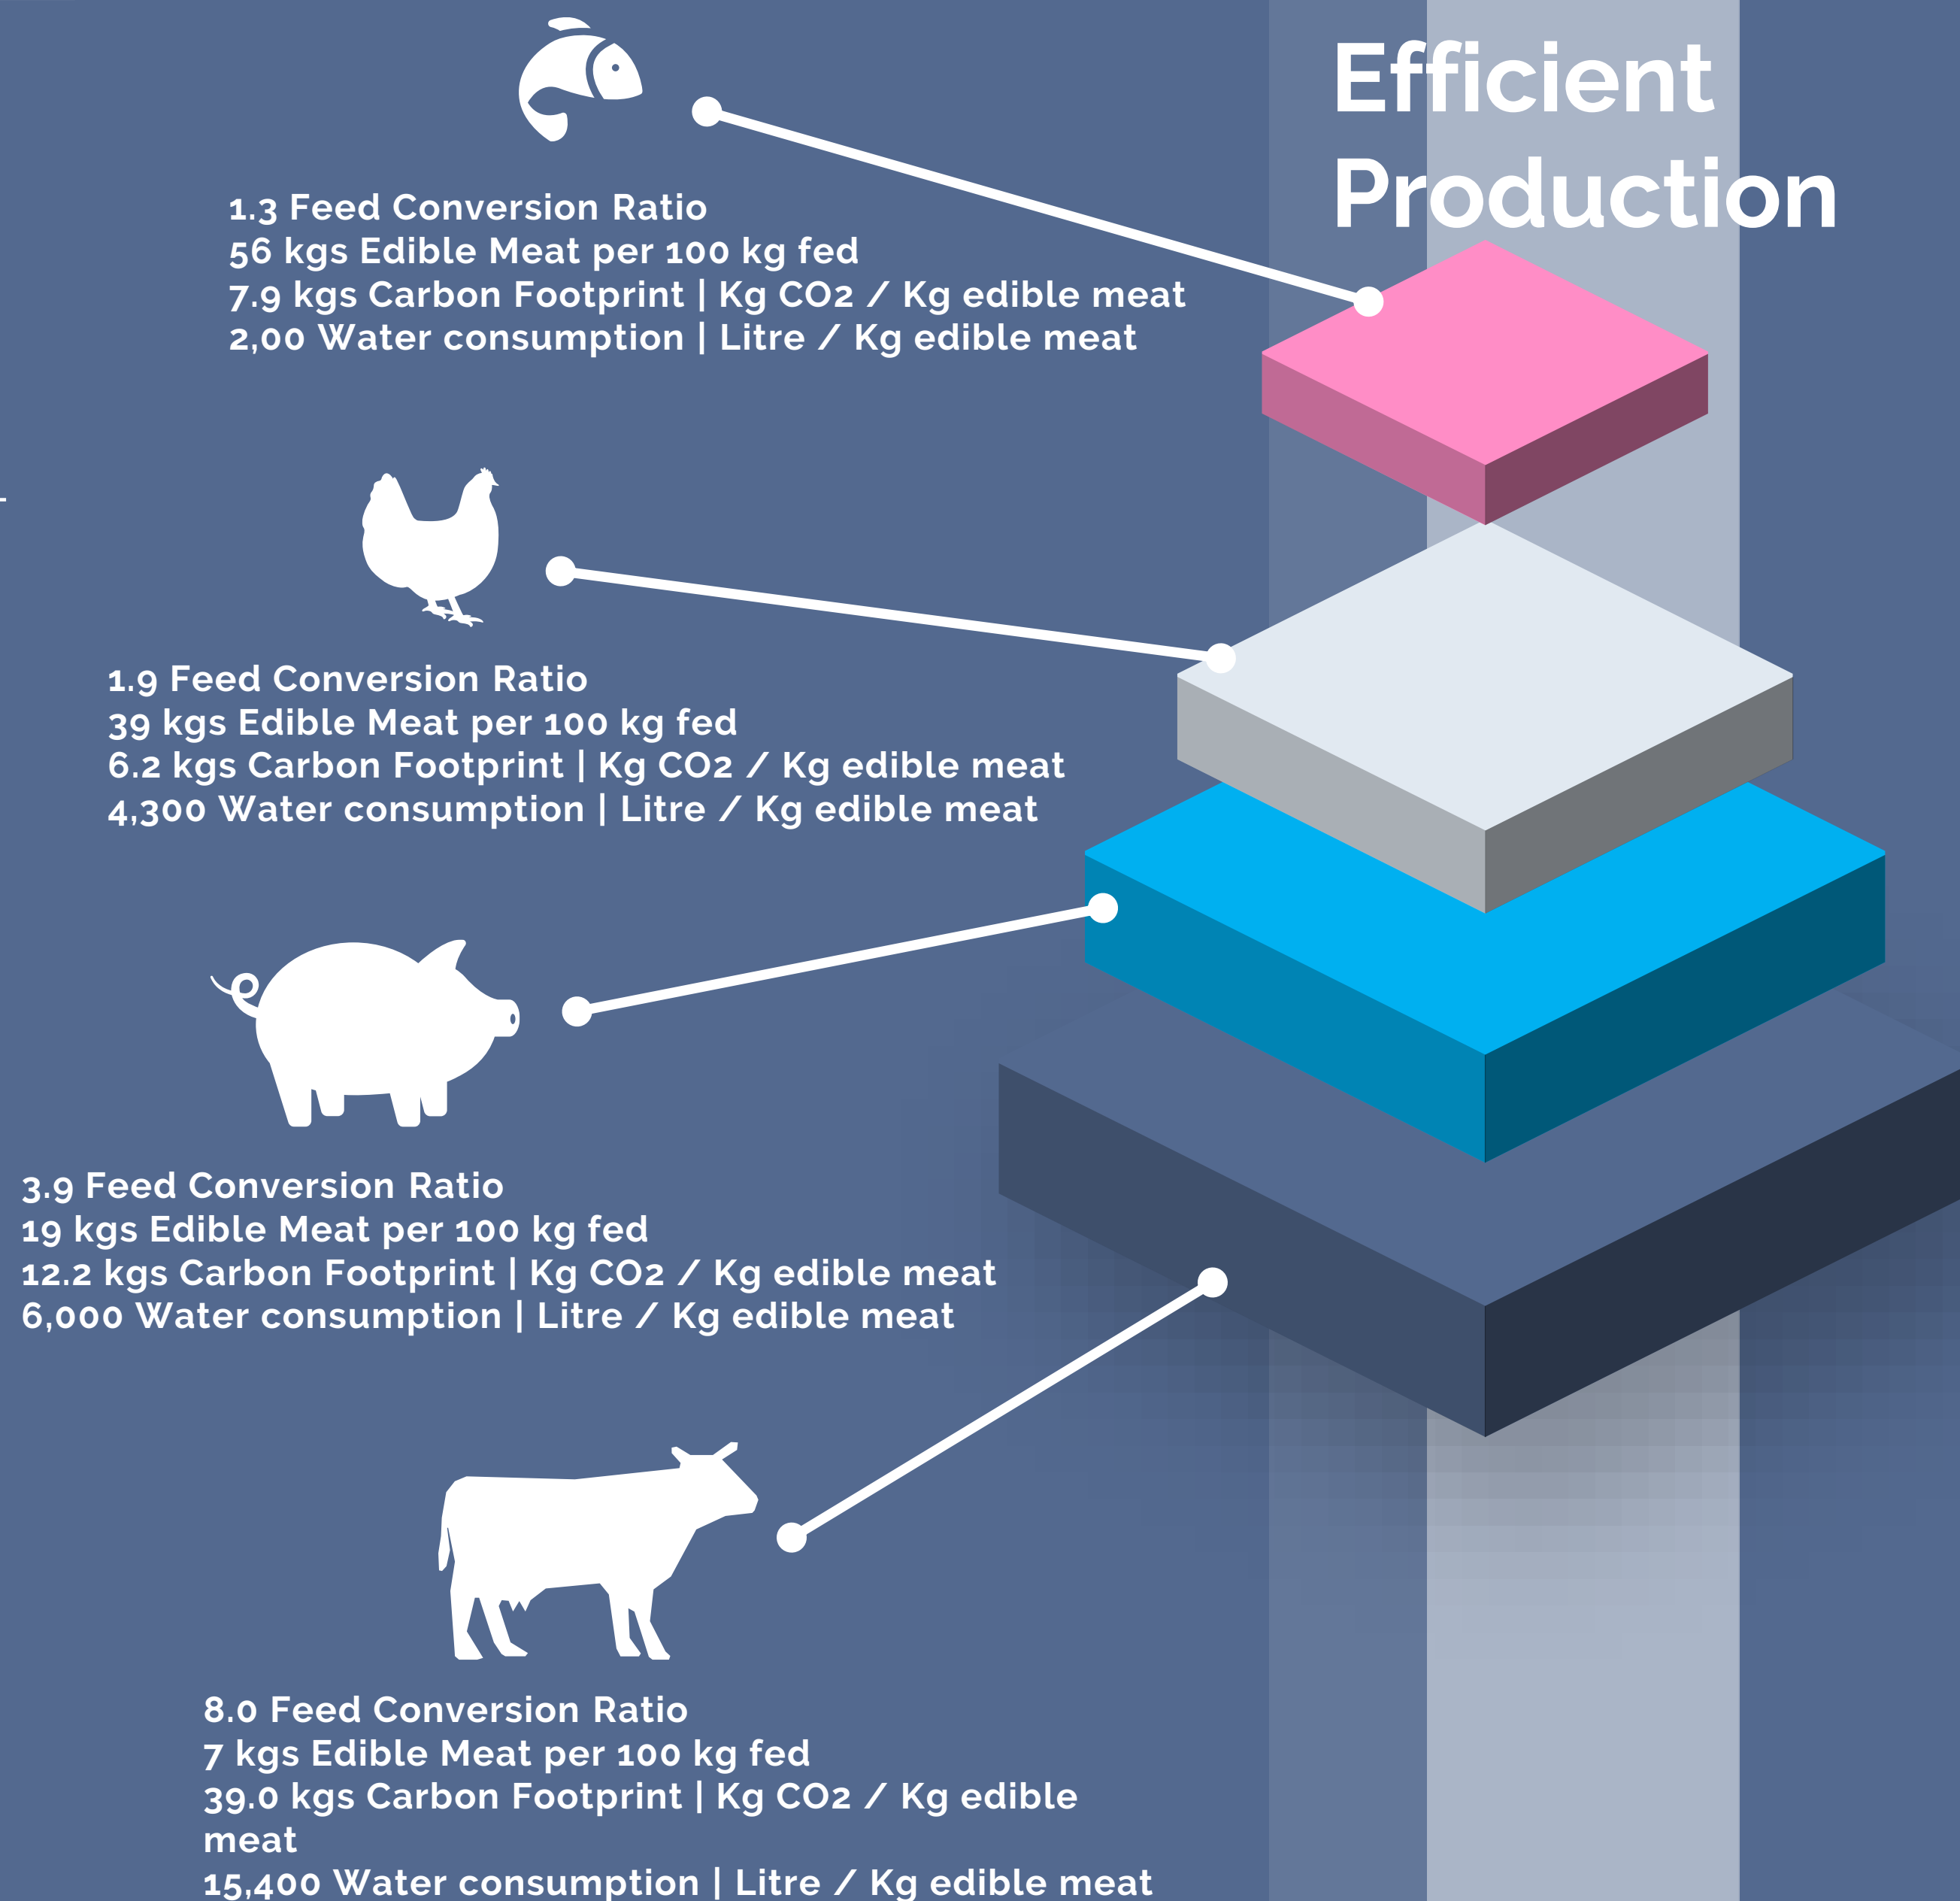 Efficient
Production
1.3 Feed Conversion Ratio
56 kgs Edible Meat per 100 kg fed
7.9 kgs Carbon Footprint | Kg CO2 / Kg edible meat
2,00 Water consumption | Litre / Kg edible meat
1.9 Feed Conversion Ratio
39 kgs Edible Meat per 100 kg fed
6.2 kgs Carbon Footprint | Kg CO2 / Kg edible meat
4,300 Water consumption | Litre / Kg edible meat
3.9 Feed Conversion Ratio
19 kgs Edible Meat per 100 kg fed
12.2 kgs Carbon Footprint | Kg CO2 / Kg edible meat
6,000 Water consumption | Litre / Kg edible meat
8.0 Feed Conversion Ratio
7 kgs Edible Meat per 100 kg fed
39.0 kgs Carbon Footprint | Kg CO2 / Kg edible
meat
15,400 Water consumption | Litre / Kg edible meat